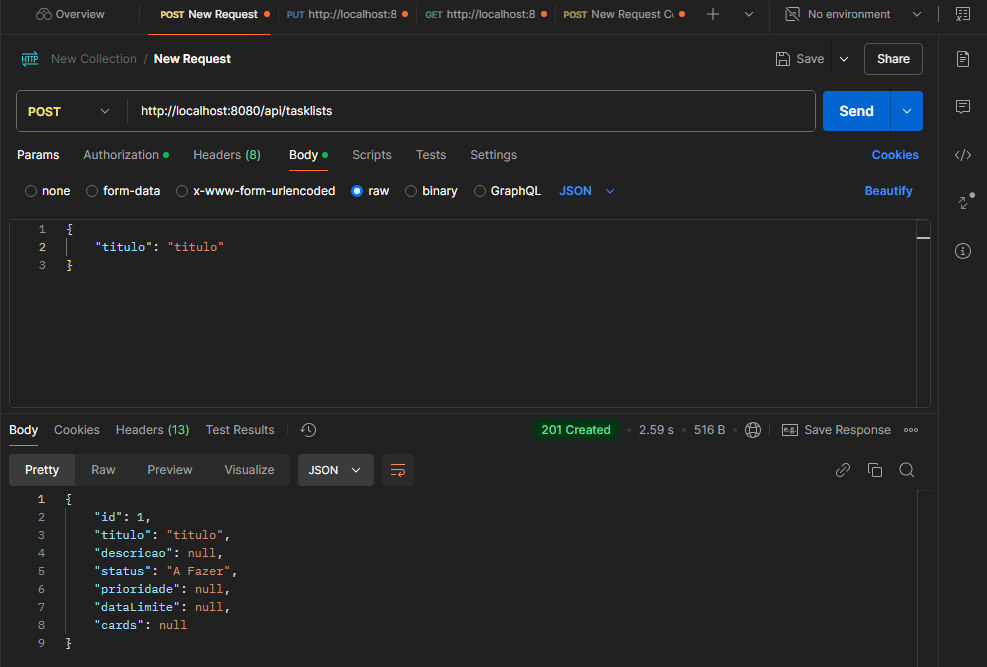 Overview POST New Request PUT http://localhost:8 GET http://localhost:8 POST New Request Co No environment
HTTP New Collection / New Request Save Share
POST http://localhost:8080/api/tasklists Send
Params Authorization Headers (8) Body Scripts Tests Settings Cookies
none form-data x-www-form-urlencoded raw binary GraphQL JSON Beautify
1 {
2 "titulo": "titulo"
3 }
Body Cookies Headers (13) Test Results 201 Created 2.59 s 516 B e.g. Save Response
Pretty Raw Preview Visualize JSON
1 {
2 "id": 1,
3 "titulo": "titulo",
4 "descricao": null,
5 "status": "A Fazer",
6 "prioridade": null,
7 "dataLimite": null,
8 "cards": null
9 }